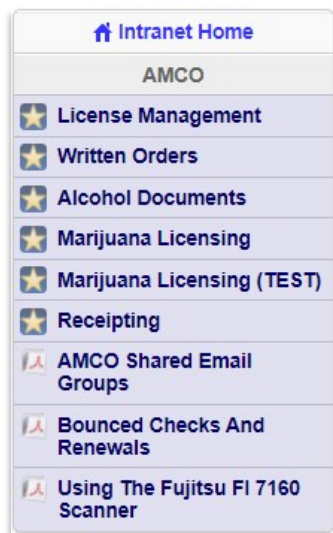 Intranet Home
AMCO
License Management
Written Orders
Alcohol Documents
Marijuana Licensing
Marijuana Licensing (TEST)
Receipting
AMCO Shared Email
Groups
Bounced Checks And
Renewals
Using The Fujitsu FI 7160
Scanner